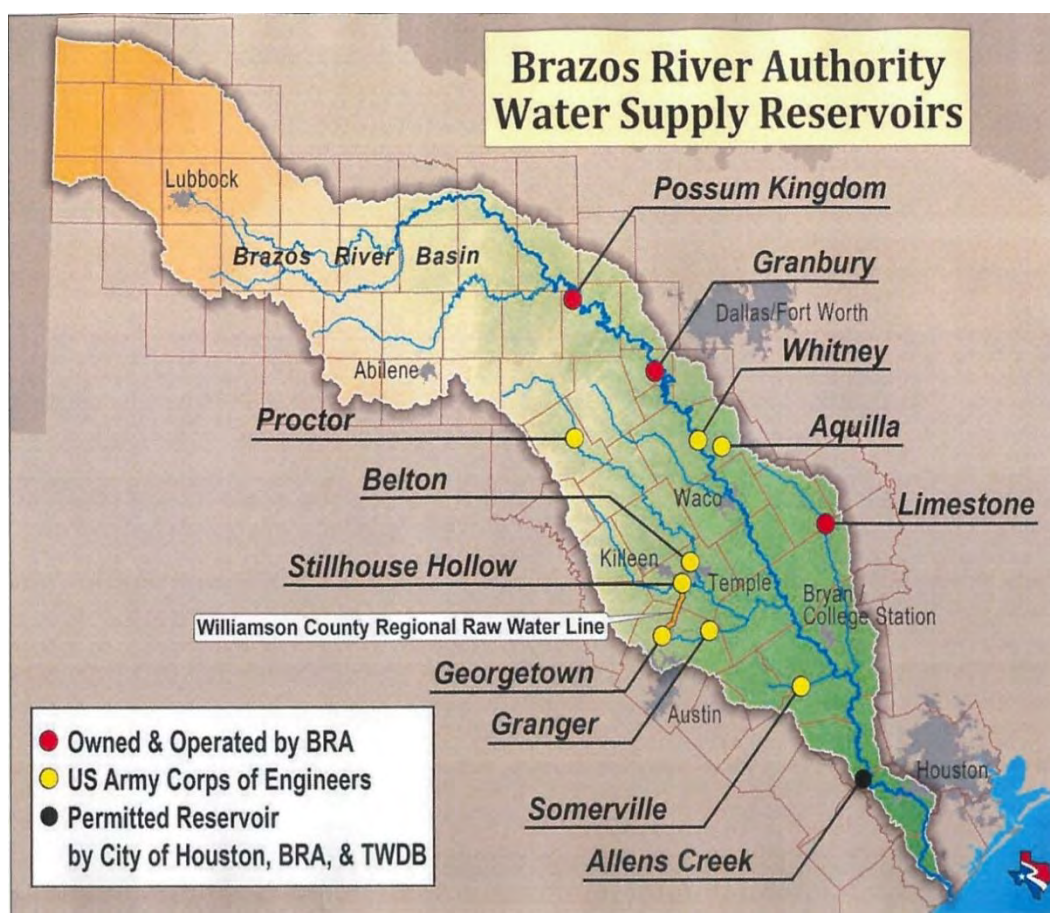 Brazos River Authority
Water Supply Reservoirs
Possum Kingdom
Lubbock
Granbury
Brazos River Basin
Dallas/Fort Worth
Whitney
Abilene
Proctor
Aquilla
Belton
Waco
Limestone
Killeen
Stillhouse Hollow
Temple
Bryan/
College Station
Williamson County Regional Raw Water Line
Georgetown
Granger
Austin
Owned & Operated by BRA
US Army Corps of Engineers
Permitted Reservoir
by City of Houston, BRA, & TWDB
Houston
Somerville
Allens Creek